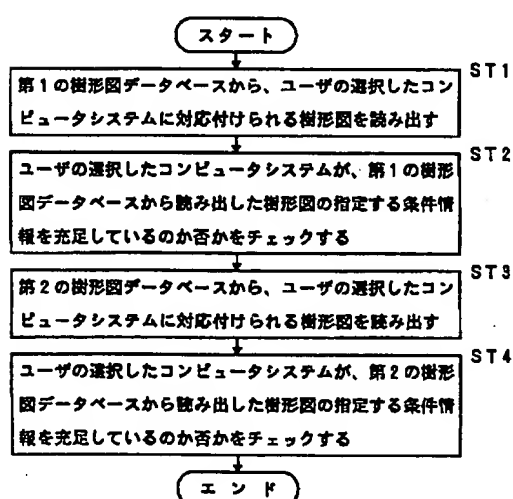 スタート
ST1
第1の樹形図データベースから、ユーザの選択したコン
ピュータシステムに対応付けられる樹形図を読み出す
ST2
ユーザの選択したコンピュータシステムが、第1の樹形
図データベースから読み出した樹形図の指定する条件情
報を充足しているのか否かをチェックする
ST3
第2の樹形図データベースから、ユーザの選択したコン
ピュータシステムに対応付けられる樹形図を読み出す
ST4
ユーザの選択したコンピュータシステムが、第2の樹形
図データベースから読み出した樹形図の指定する条件情
報を充足しているのか否かをチェックする
エンド